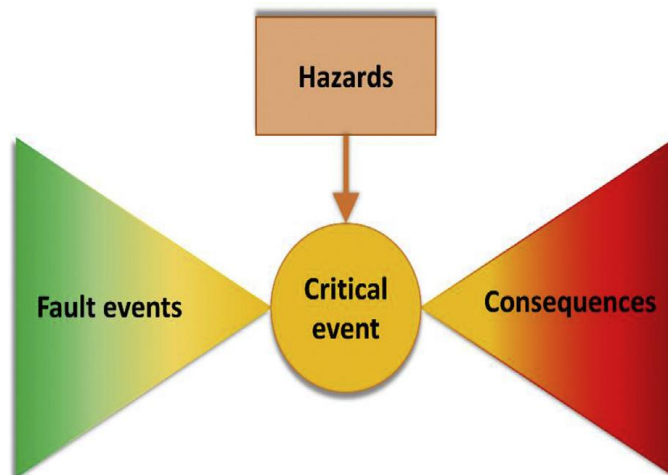 Hazards
Fault events
Critical
event
Consequences